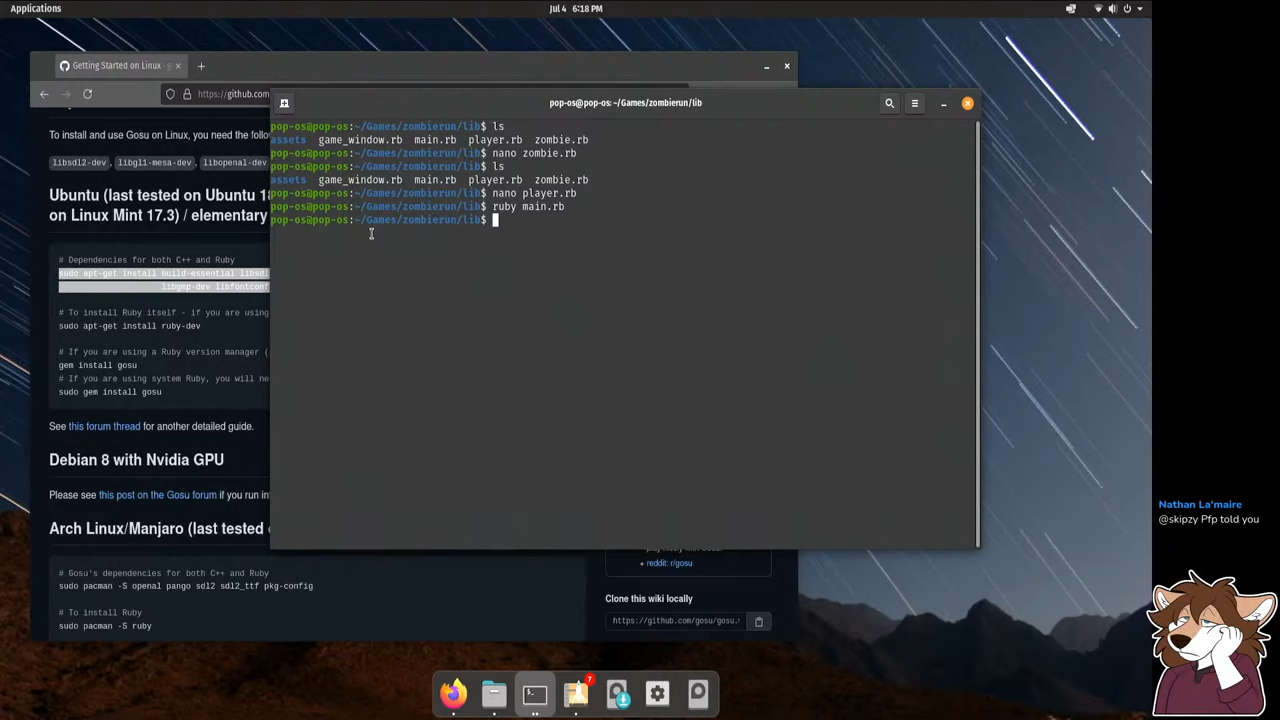 Applications
Jul 4 6:18 PM
Getting Started on Linux
https://github.com
To install and use Gosu on Linux, you need the follo
libsdl2-dev, libgl1-mesa-dev, libopenal-dev
Ubuntu (last tested on Ubuntu 18
on Linux Mint 17.3) / elementary
# Dependencies for both C++ and Ruby
sudo apt-get install build-essential libsdl
libgmp-dev libfontconf
# To install Ruby itself - if you are using
sudo apt-get install ruby-dev
# If you are using a Ruby version manager (
gem install gosu
# If you are using system Ruby, you will ne
sudo gem install gosu
See this forum thread for another detailed guide.
Debian 8 with Nvidia GPU
Please see this post on the Gosu forum if you run in
Arch Linux/Manjaro (last tested
# Gosu's dependencies for both C++ and Ruby
sudo pacman -S openal pango sdl2 sdl2_ttf pkg-config
# To install Ruby
sudo pacman -S ruby
reddit: r/gosu
Clone this wiki locally
https://github.com/gosu/gosu.
pop-os@pop-os: ~/Games/zombierun/lib
pop-os@pop-os:~/Games/zombierun/lib$ ls
assets game_window.rb main.rb player.rb zombie.rb
pop-os@pop-os:~/Games/zombierun/lib$ nano zombie.rb
pop-os@pop-os:~/Games/zombierun/lib$ ls
assets game_window.rb main.rb player.rb zombie.rb
pop-os@pop-os:~/Games/zombierun/lib$ nano player.rb
pop-os@pop-os:~/Games/zombierun/lib$ ruby main.rb
pop-os@pop-os:~/Games/zombierun/lib$
Nathan La'maire
@skipzy Pfp told you
7